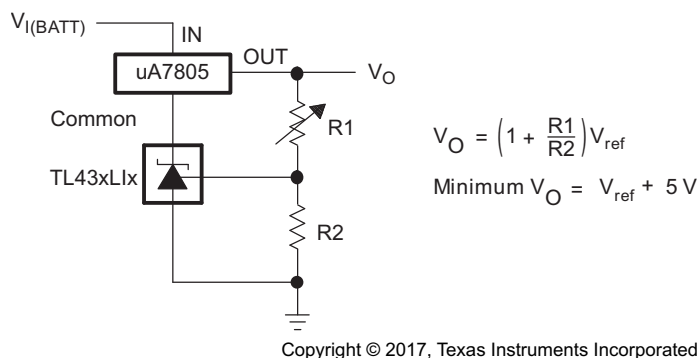 V_I(BATT)
IN
OUT
uA7805
V_O
Common
R1
TL43xLIx
R2
V_O = (1 + R1/R2) V_ref
Minimum V_O = V_ref + 5 V
Copyright © 2017, Texas Instruments Incorporated